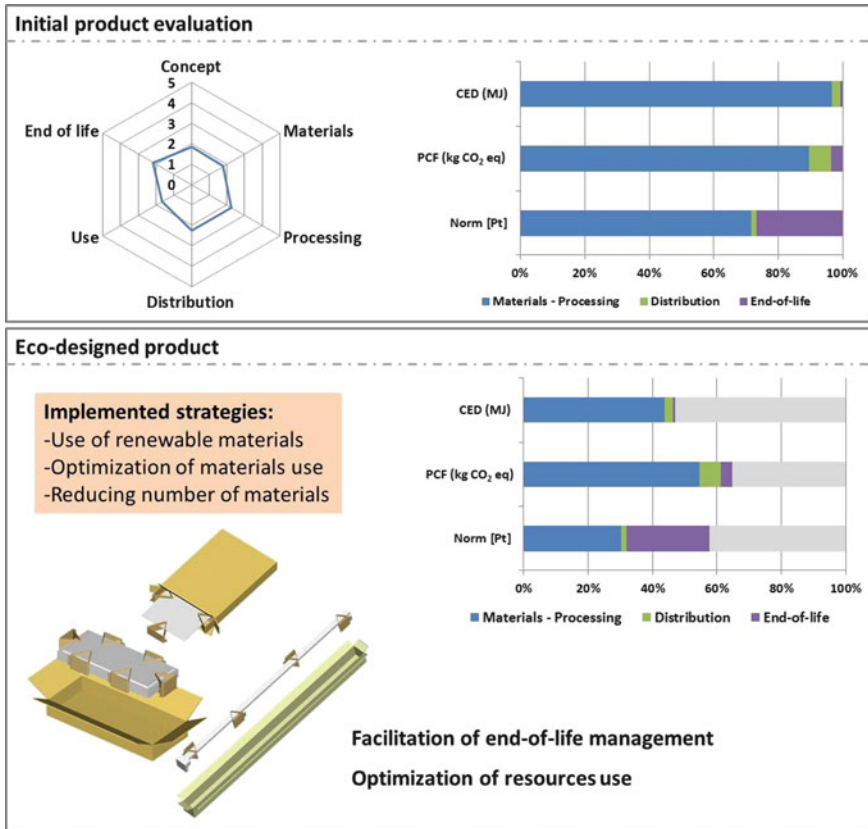 Initial product evaluation
Concept
5
4
3
2
1
0
End of life
Materials
Use
Processing
Distribution
CED (MJ)
PCF (kg CO₂ eq)
Norm [Pt]
0% 20% 40% 60% 80% 100%
Materials - Processing Distribution End-of-life
Eco-designed product
Implemented strategies:
-Use of renewable materials
-Optimization of materials use
-Reducing number of materials
CED (MJ)
PCF (kg CO₂ eq)
Norm [Pt]
0% 20% 40% 60% 80% 100%
Materials - Processing Distribution End-of-life
Facilitation of end-of-life management
Optimization of resources use